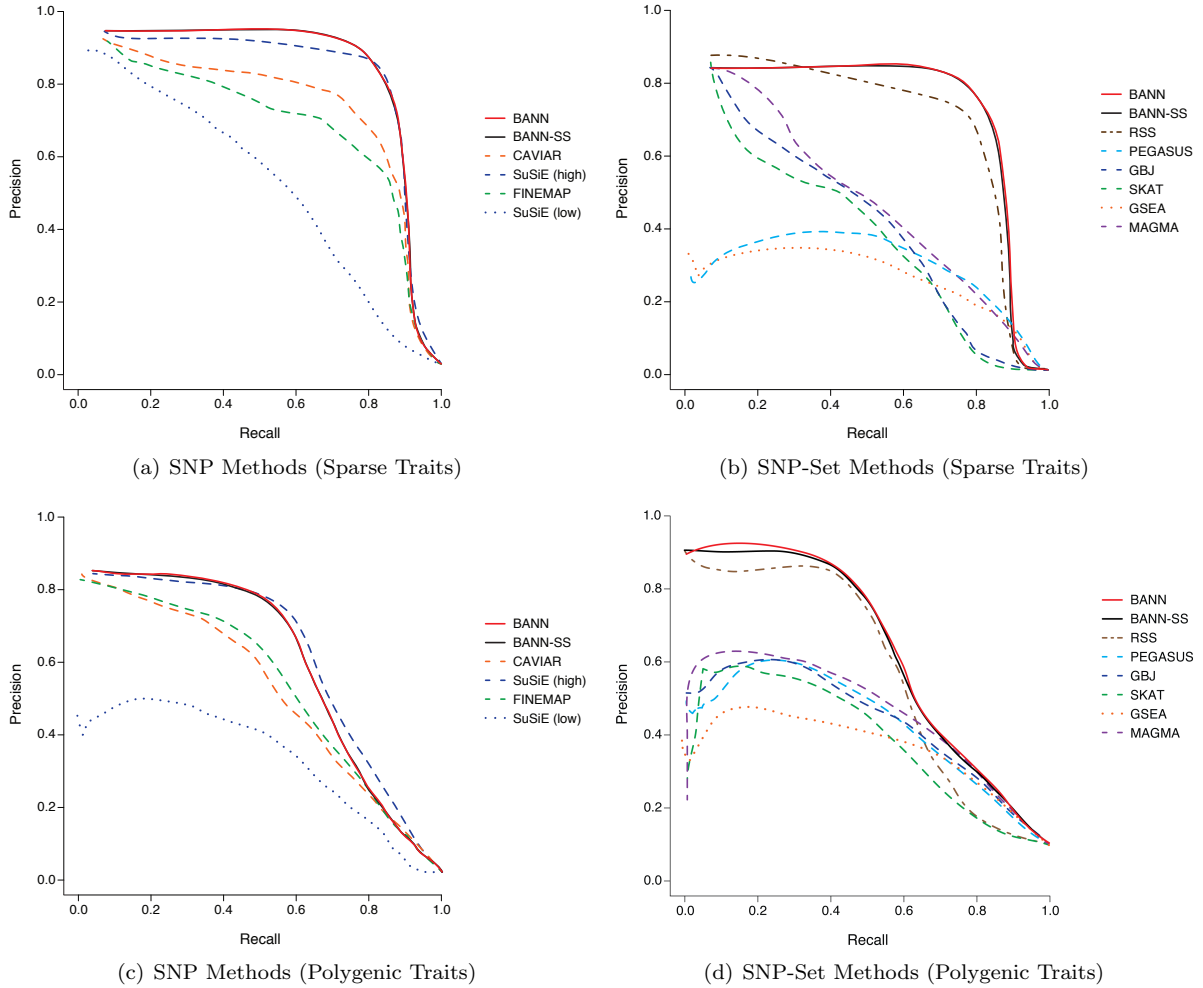 1.0
0.8
0.6
0.4
0.2
0.0
Precision
0.0 0.2 0.4 0.6 0.8 1.0
Recall
BANN
BANN-SS
CAVIAR
SuSiE (high)
FINEMAP
SuSiE (low)
(a) SNP Methods (Sparse Traits)
1.0
0.8
0.6
0.4
0.2
0.0
Precision
0.0 0.2 0.4 0.6 0.8 1.0
Recall
BANN
BANN-SS
RSS
PEGASUS
GBJ
SKAT
GSEA
MAGMA
(b) SNP-Set Methods (Sparse Traits)
1.0
0.8
0.6
0.4
0.2
0.0
Precision
0.0 0.2 0.4 0.6 0.8 1.0
Recall
BANN
BANN-SS
CAVIAR
SuSiE (high)
FINEMAP
SuSiE (low)
(c) SNP Methods (Polygenic Traits)
1.0
0.8
0.6
0.4
0.2
0.0
Precision
0.0 0.2 0.4 0.6 0.8 1.0
Recall
BANN
BANN-SS
RSS
PEGASUS
GBJ
SKAT
GSEA
MAGMA
(d) SNP-Set Methods (Polygenic Traits)